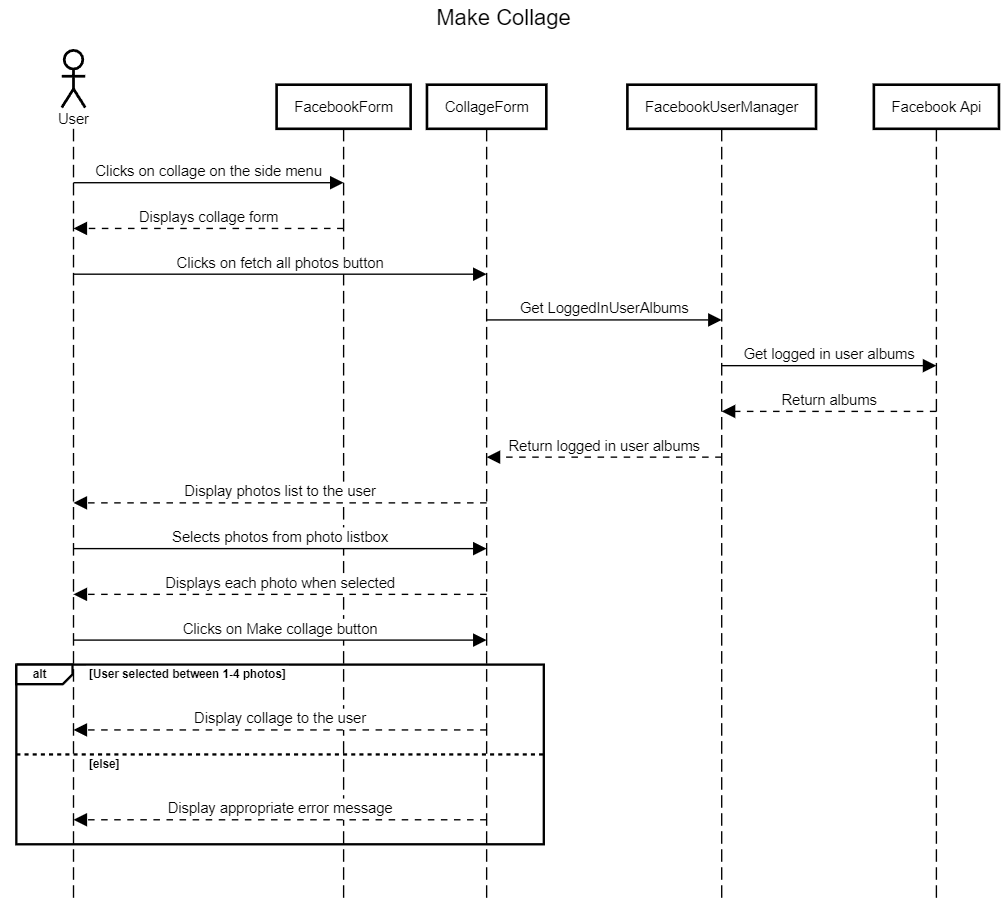 Make Collage
User
FacebookForm
CollageForm
FacebookUserManager
Facebook Api
Clicks on collage on the side menu
Displays collage form
Clicks on fetch all photos button
Get LoggedInUserAlbums
Get logged in user albums
Return albums
Return logged in user albums
Display photos list to the user
Selects photos from photo listbox
Displays each photo when selected
Clicks on Make collage button
alt
[User selected between 1-4 photos]
Display collage to the user
[else]
Display appropriate error message